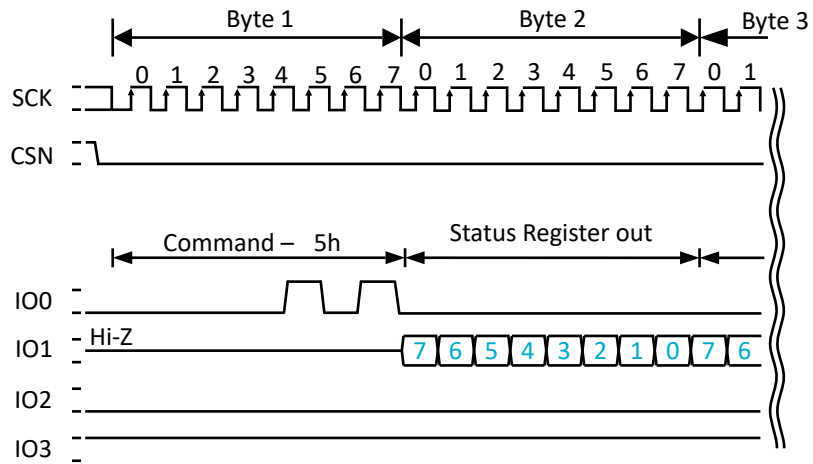 Byte 1 Byte 2 Byte 3
0 1 2 3 4 5 6 7 0 1 2 3 4 5 6 7 0 1
SCK
CSN
Command – 5h Status Register out
IO0
Hi-Z
IO1 7 6 5 4 3 2 1 0 7 6
IO2
IO3